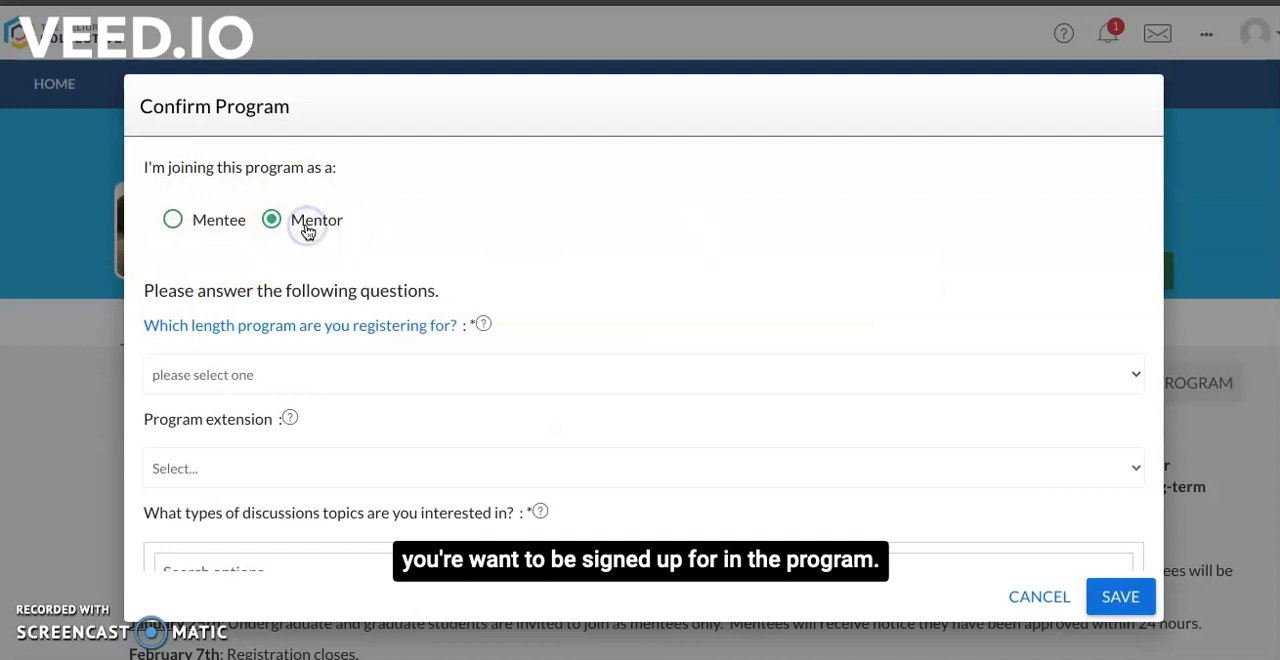 VEED.IO
1
HOME
Confirm Program
I'm joining this program as a:
Mentee
Mentor
Please answer the following questions.
Which length program are you registering for? : *
please select one
ROGRAM
Program extension :
r
Select...
-term
What types of discussions topics are you interested in? : *
you're want to be signed up for in the program.
ees will be
CANCEL
SAVE
RECORDED WITH
SCREENCAST MATIC
Undergraduate and graduate students are invited to join as mentees only. Mentees will receive notice they have been approved within 24 hours.
February 7th: Registration closes.